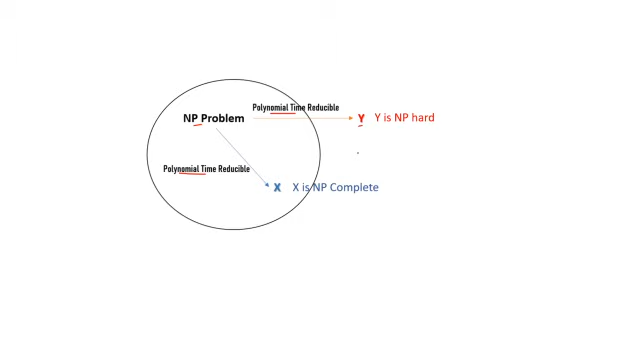 Polynomial Time Reducible
NP Problem
Y Y is NP hard
Polynomial Time Reducible
X X is NP Complete